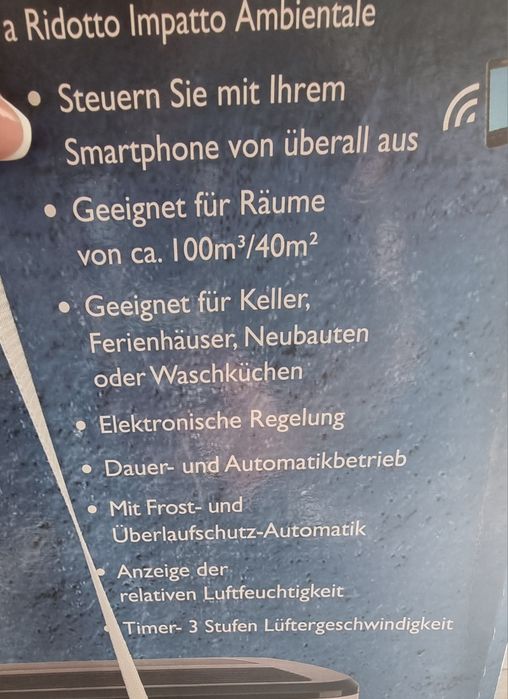 a Ridotto Impatto Ambientale
• Steuern Sie mit Ihrem
Smartphone von überall aus
• Geeignet für Räume
von ca. 100m³/40m²
• Geeignet für Keller,
Ferienhäuser, Neubauten
oder Waschküchen
• Elektronische Regelung
• Dauer- und Automatikbetrieb
• Mit Frost- und
Überlaufschutz-Automatik
• Anzeige der
relativen Luftfeuchtigkeit
• Timer- 3 Stufen Lüftergeschwindigkeit